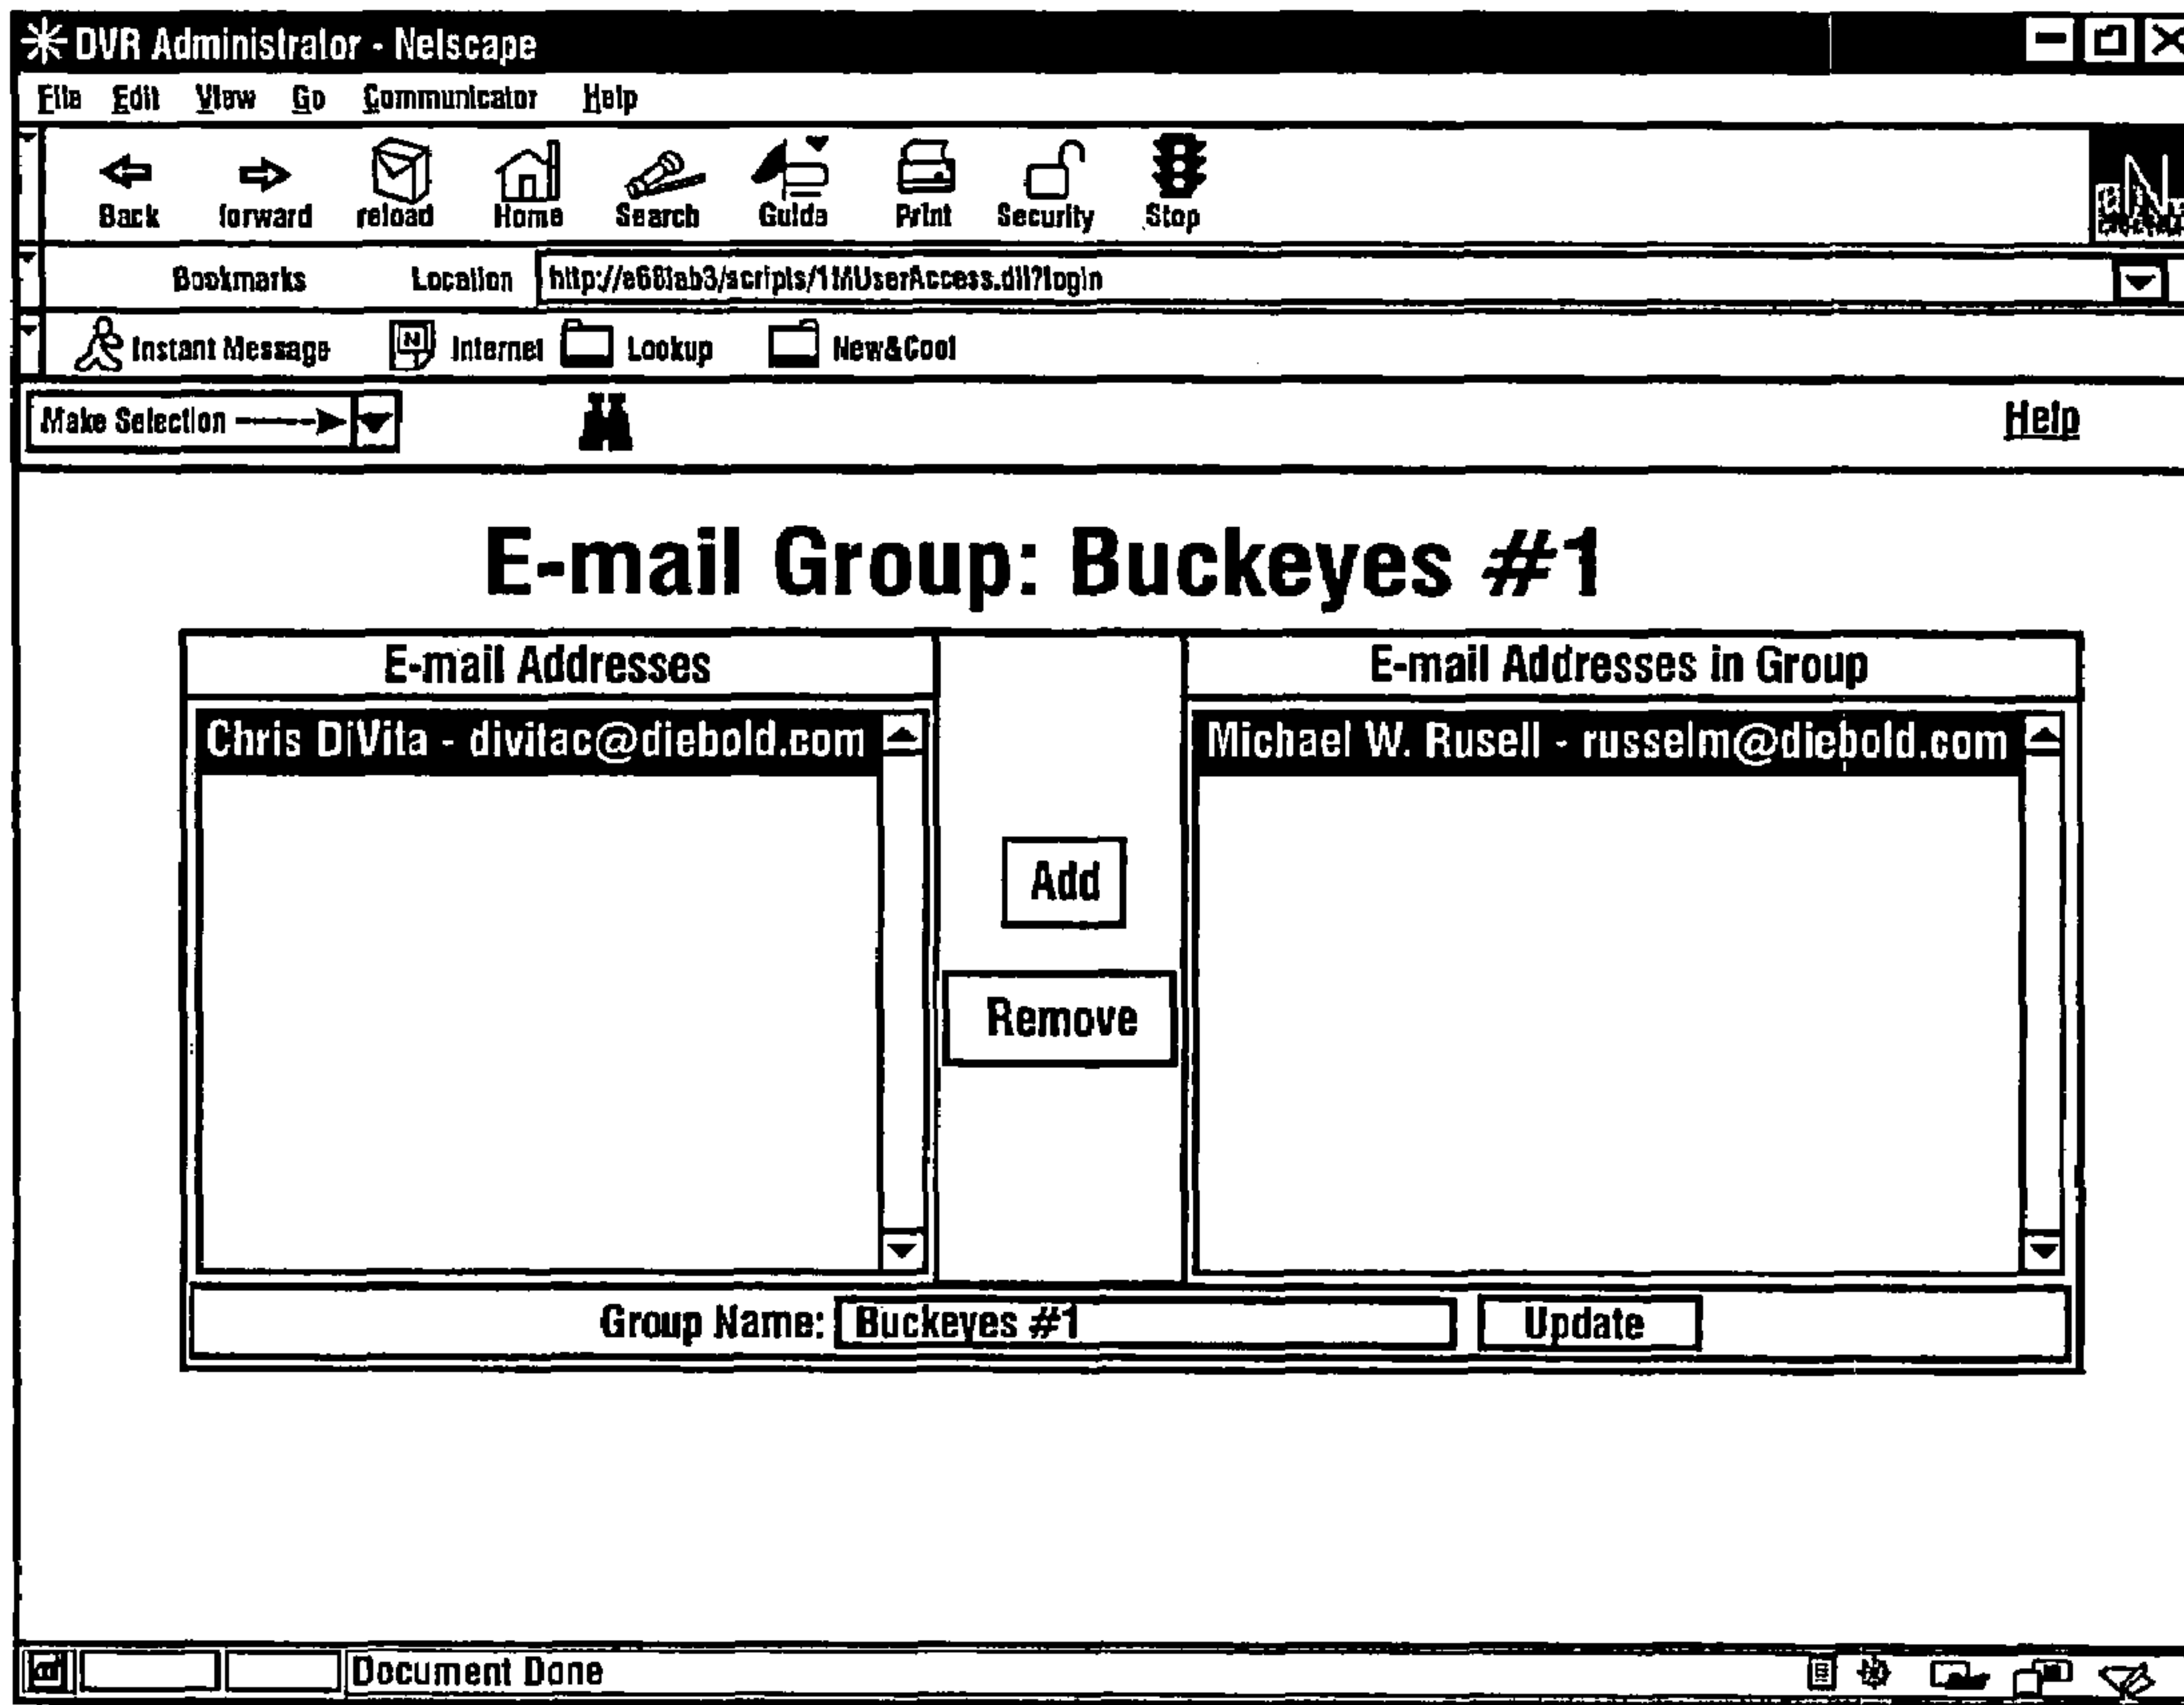 DVR Administrator - Netscape
File Edit View Go Communicator Help
Back forward reload Home Search Guide Print Security Stop
Bookmarks Location http://e68lab3/scripts/1MUserAccess.dll?login
Instant Message Internet Lookup New&Cool
Make Selection Help
E-mail Group: Buckeyes #1
E-mail Addresses E-mail Addresses in Group
Chris DiVita - divitac@diebold.com Michael W. Rusell - russelm@diebold.com
Add
Remove
Group Name: Buckeyes #1 Update
Document Done